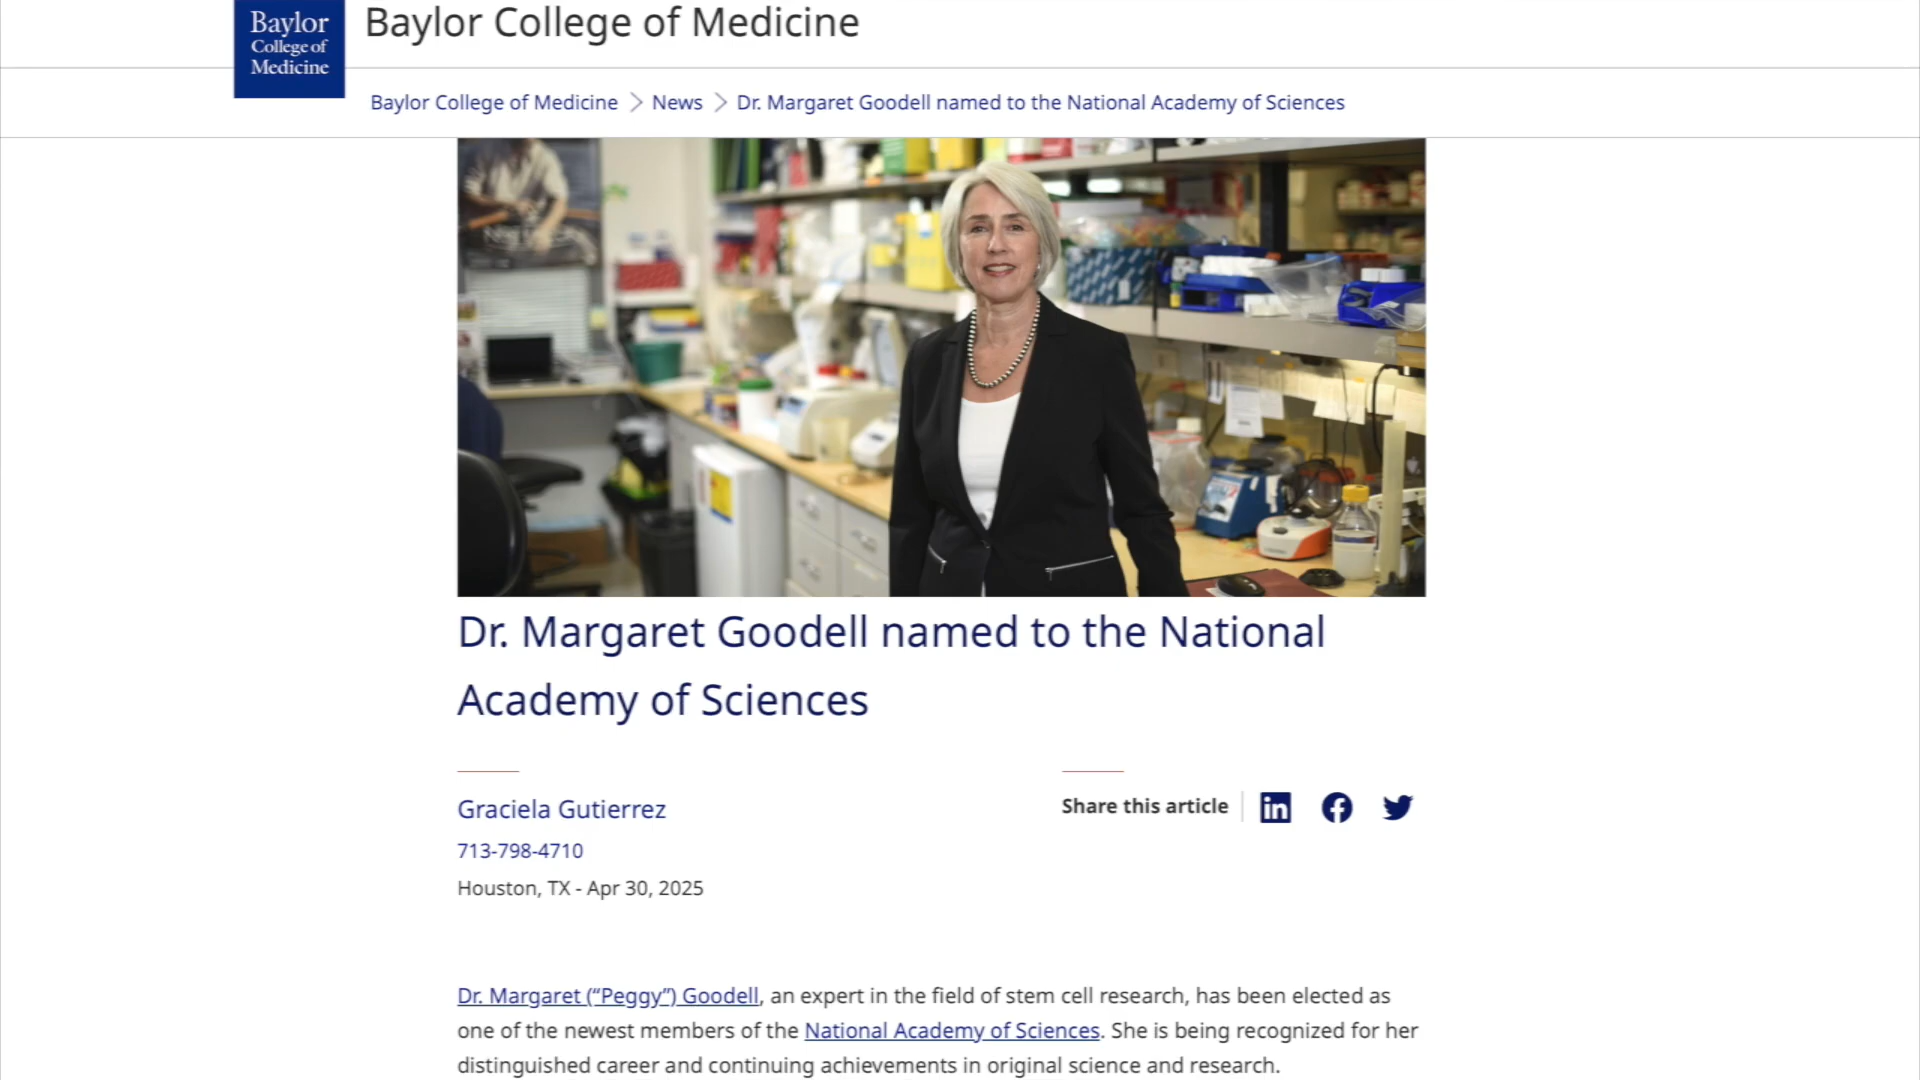 Baylor
College of
Medicine
Baylor College of Medicine
Baylor College of Medicine > News > Dr. Margaret Goodell named to the National Academy of Sciences
Dr. Margaret Goodell named to the National
Academy of Sciences
Graciela Gutierrez
Share this article
713-798-4710
Houston, TX - Apr 30, 2025
Dr. Margaret (“Peggy”) Goodell, an expert in the field of stem cell research, has been elected as
one of the newest members of the National Academy of Sciences. She is being recognized for her
distinguished career and continuing achievements in original science and research.